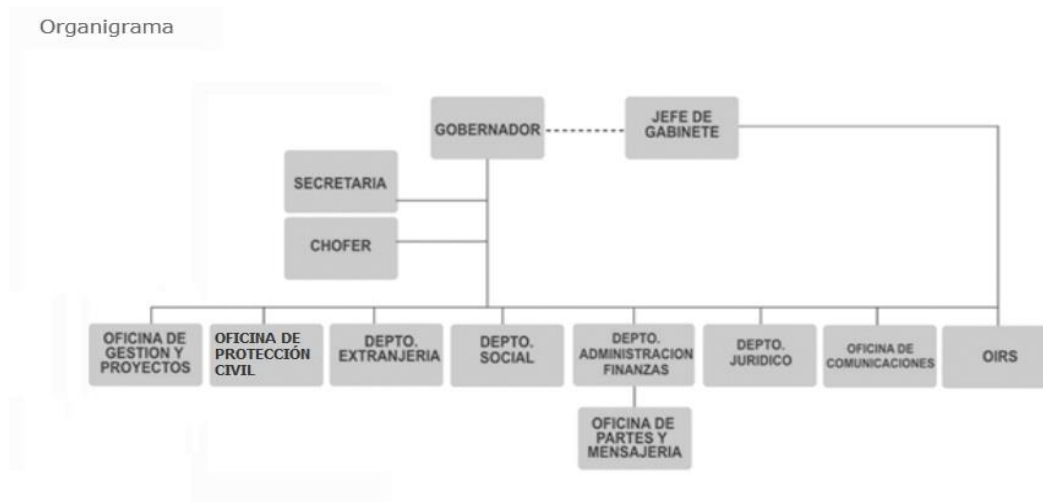 Organigrama
GOBERNADOR
JEFE DE
GABINETE
SECRETARIA
CHOFER
OFICINA DE
GESTION Y
PROYECTOS
OFICINA DE
PROTECCIÓN
CIVIL
DEPTO.
EXTRANJERIA
DEPTO.
SOCIAL
DEPTO.
ADMINISTRACION
FINANZAS
DEPTO.
JURIDICO
OFICINA DE
COMUNICACIONES
OIRS
OFICINA DE
PARTES Y
MENSAJERIA